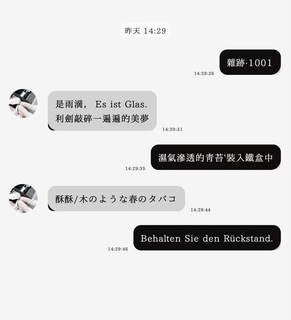 昨天 14:29
雜跡·1001
14:29:26
是雨滴， Es ist Glas.
利劍敲碎一遍遍的美夢
14:29:31
濕氣滲透的青苔'裝入鐵盒中
14:29:35
酥酥/木のような春のタバコ
14:29:44
Behalten Sie den Rückstand.
14:29:46